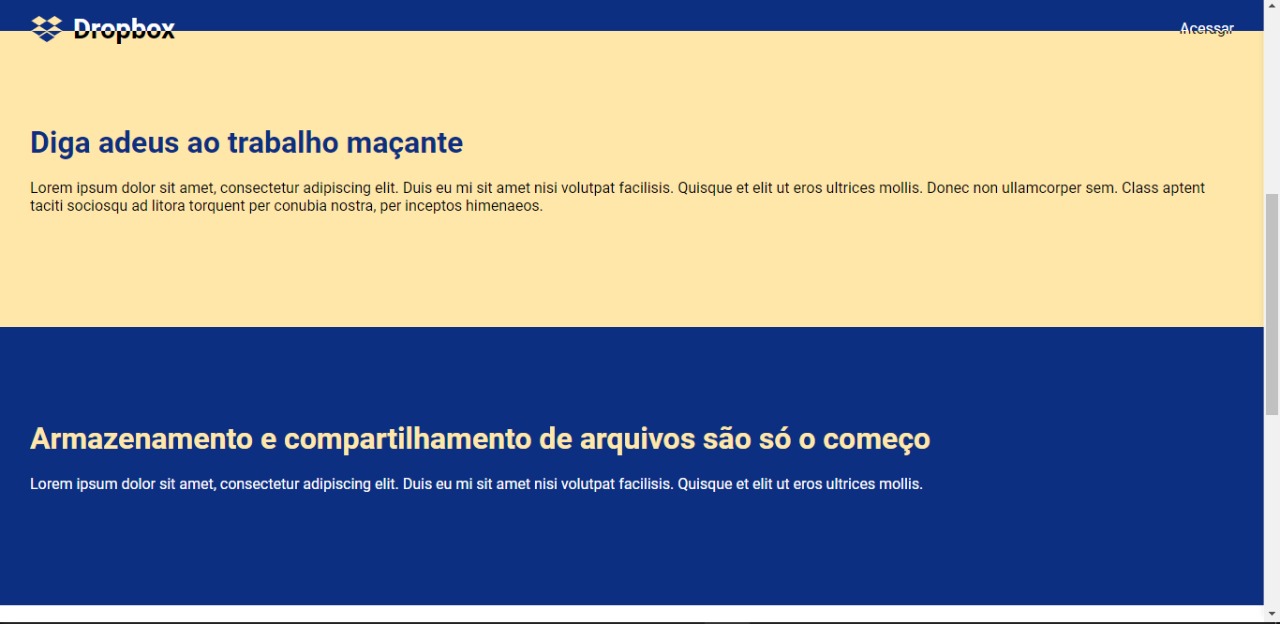 Dropbox
Acessar
Diga adeus ao trabalho maçante
Lorem ipsum dolor sit amet, consectetur adipiscing elit. Duis eu mi sit amet nisi volutpat facilisis. Quisque et elit ut eros ultrices mollis. Donec non ullamcorper sem. Class aptent
taciti sociosqu ad litora torquent per conubia nostra, per inceptos himenaeos.
Armazenamento e compartilhamento de arquivos são só o começo
Lorem ipsum dolor sit amet, consectetur adipiscing elit. Duis eu mi sit amet nisi volutpat facilisis. Quisque et elit ut eros ultrices mollis.